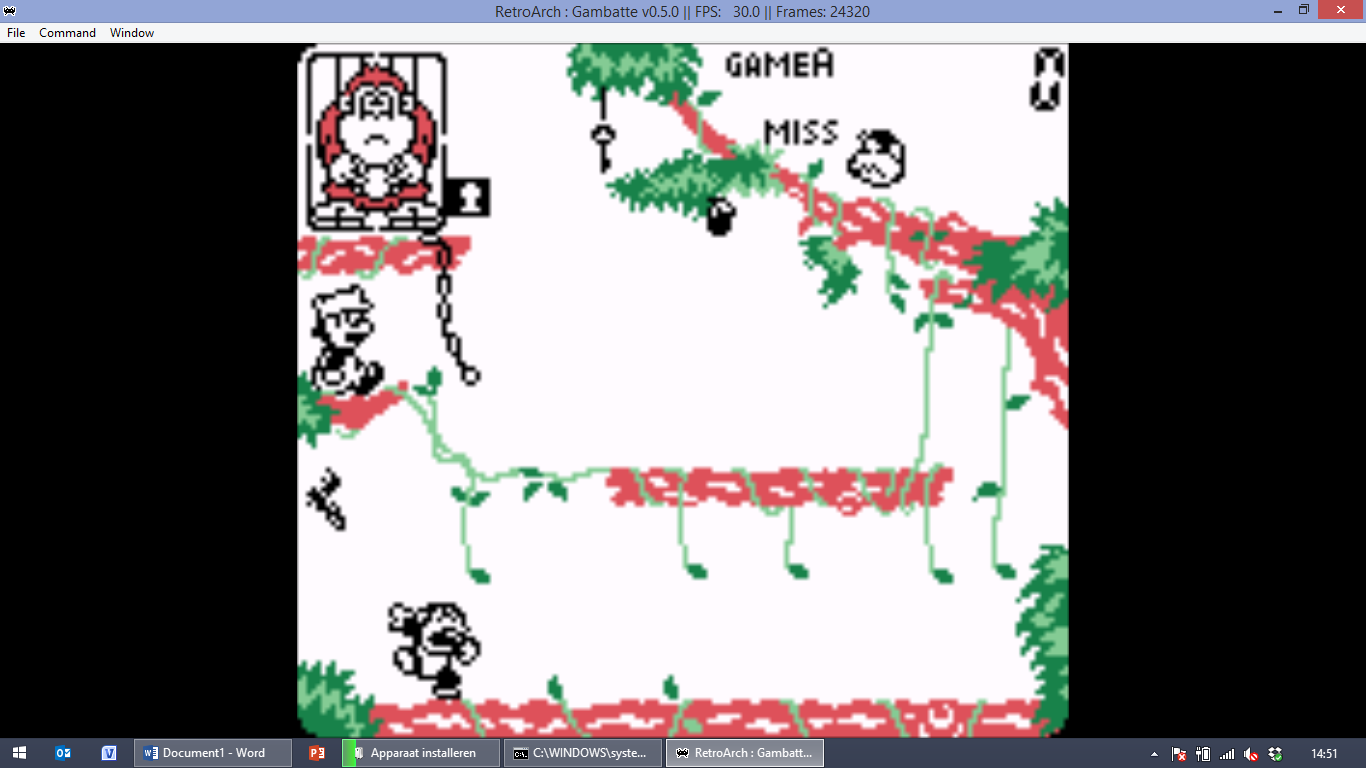 RetroArch : Gambatte v0.5.0 || FPS: 30.0 || Frames: 24320
File Command Window
GAMEA
0
MISS
Document1 - Word
Apparaat installeren
C:\WINDOWS\syste...
RetroArch : Gambatt...
14:51